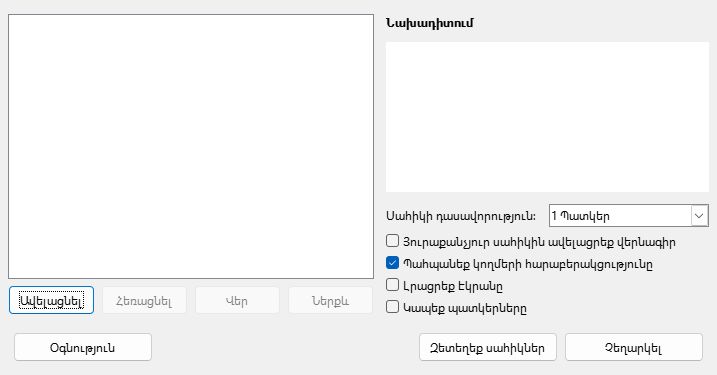 Նախադիտում
Սահիկի դասավորություն։
1 Պատկեր
Յուրաքանչյուր սահիկին ավելացրեք վերնագիր
Պահպանեք կողմերի հարաբերակցությունը
Լրացրեք էկրանը
Կապեք պատկերները
Ավելացնել
Հեռացնել
Վեր
Ներքև
Օգնություն
Զետեղեք սահիկներ
Չեղարկել